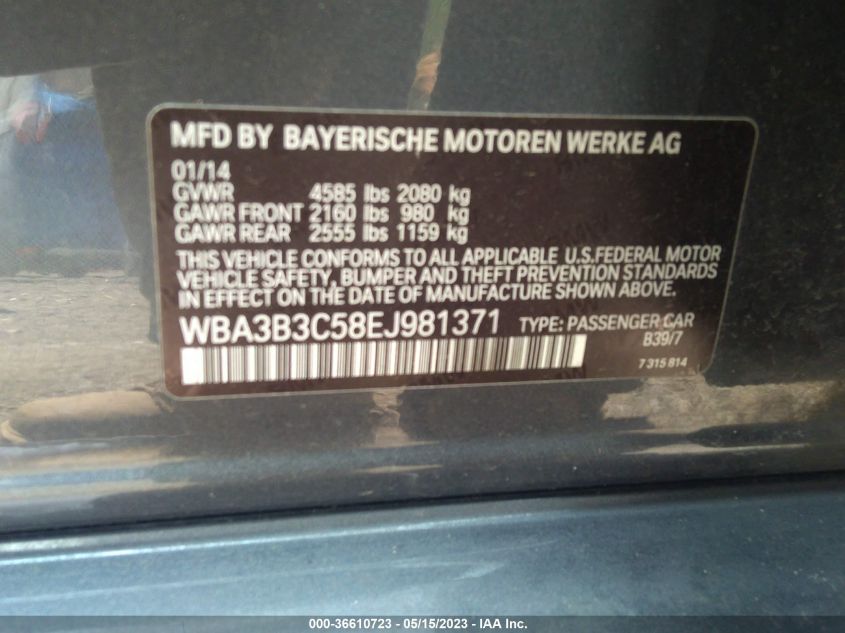 MFD BY BAYERISCHE MOTOREN WERKE AG
01/14
GVWR 4585 lbs 2080 kg
GAWR FRONT 2160 lbs 980 kg
GAWR REAR 2555 lbs 1159 kg
THIS VEHICLE CONFORMS TO ALL APPLICABLE U.S.FEDERAL MOTOR
VEHICLE SAFETY, BUMPER AND THEFT PREVENTION STANDARDS
IN EFFECT ON THE DATE OF MANUFACTURE SHOWN ABOVE.
WBA3B3C58EJ981371 TYPE: PASSENGER CAR
B39/7
7 315 814
000-36610723 - 05/15/2023 - IAA Inc.